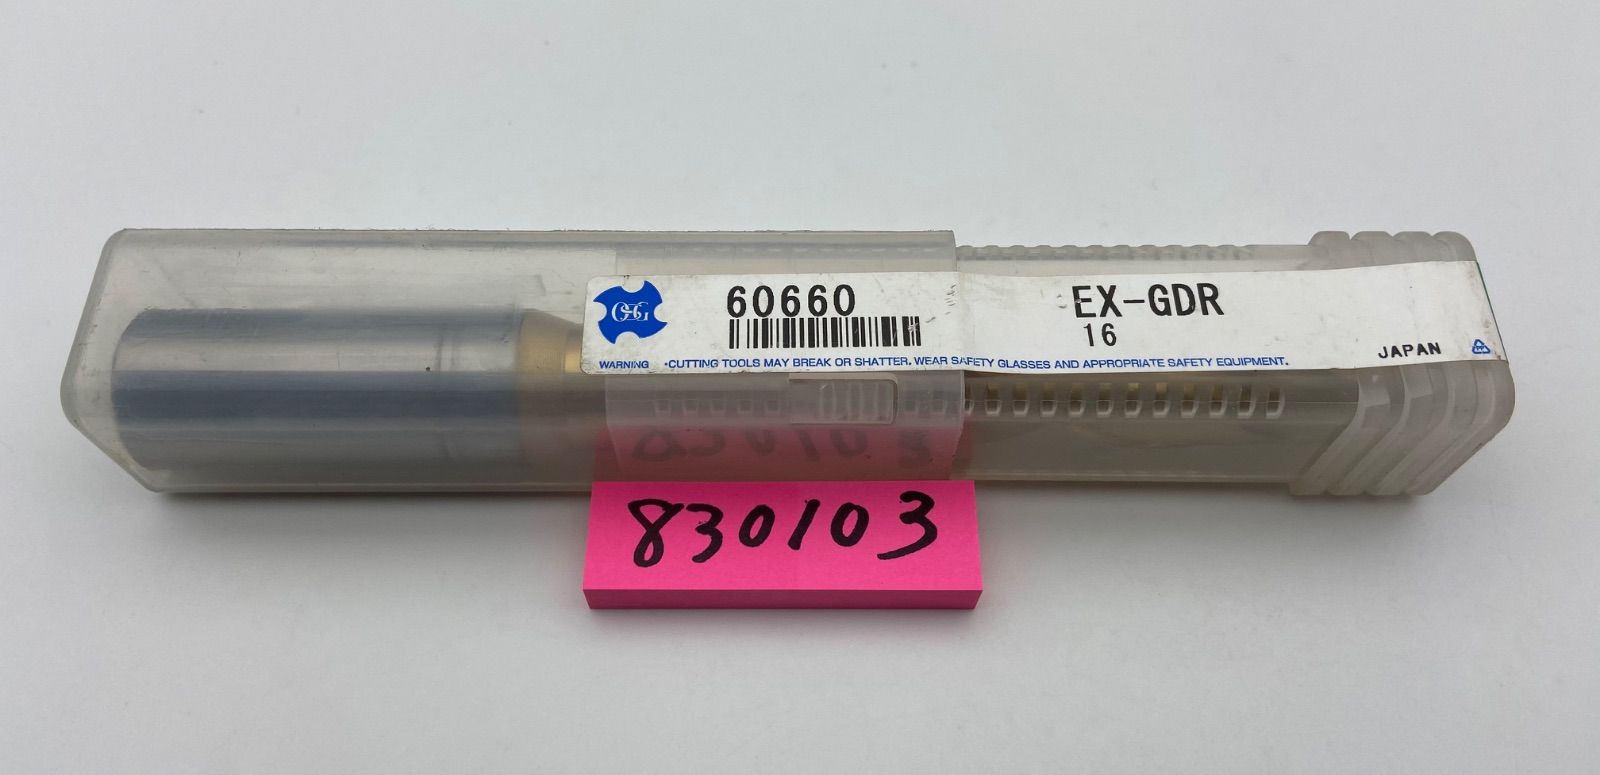 OSG
60660
EX-GDR
16
WARNING •CUTTING TOOLS MAY BREAK OR SHATTER. WEAR SAFETY GLASSES AND APPROPRIATE SAFETY EQUIPMENT.
JAPAN
830103